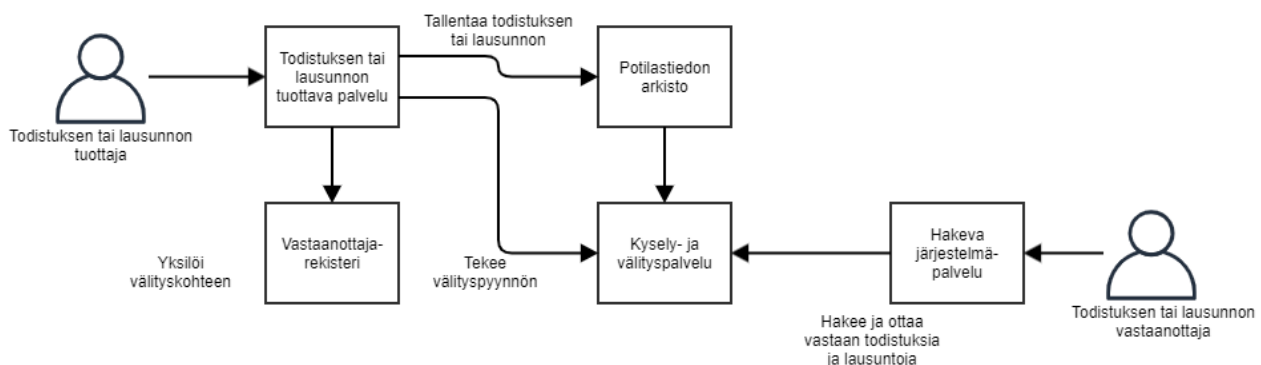 Tallentaa todistuksen
tai lausunnon
Todistuksen tai
lausunnon
tuottava palvelu
Potilastiedon
arkisto
Todistuksen tai lausunnon
tuottaja
Vastaanottaja-
rekisteri
Yksilöi
välityskohteen
Tekee
välityspyynnön
Kysely- ja
välityspalvelu
Hakeva
järjestelmä-
palvelu
Todistuksen tai lausunnon
vastaanottaja
Hakee ja ottaa
vastaan todistuksia
ja lausuntoja